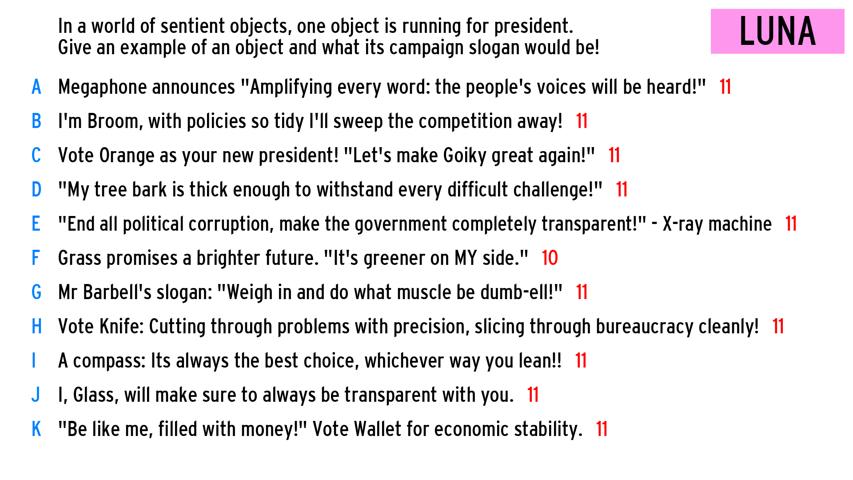 In a world of sentient objects, one object is running for president.
Give an example of an object and what its campaign slogan would be!
LUNA
A Megaphone announces "Amplifying every word: the people's voices will be heard!" 11
B I'm Broom, with policies so tidy I'll sweep the competition away! 11
C Vote Orange as your new president! "Let's make Goiky great again!" 11
D "My tree bark is thick enough to withstand every difficult challenge!" 11
E "End all political corruption, make the government completely transparent!" - X-ray machine 11
F Grass promises a brighter future. "It's greener on MY side." 10
G Mr Barbell's slogan: "Weigh in and do what muscle be dumb-ell!" 11
H Vote Knife: Cutting through problems with precision, slicing through bureaucracy cleanly! 11
I A compass: Its always the best choice, whichever way you lean!! 11
J I, Glass, will make sure to always be transparent with you. 11
K "Be like me, filled with money!" Vote Wallet for economic stability. 11